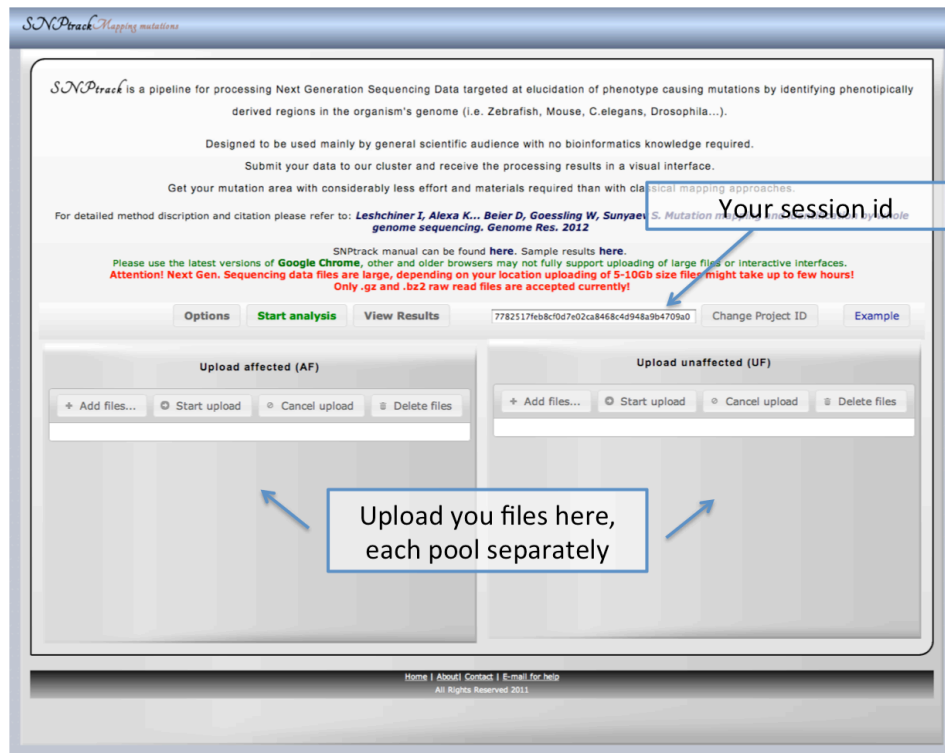 SNPtrack Mapping mutations
SNPtrack is a pipeline for processing Next Generation Sequencing Data targeted at elucidation of phenotype causing mutations by identifying phenotipically
derived regions in the organism's genome (i.e. Zebrafish, Mouse, C.elegans, Drosophila...).
Designed to be used mainly by general scientific audience with no bioinformatics knowledge required.
Submit your data to our cluster and receive the processing results in a visual interface.
Get your mutation area with considerably less effort and materials required than with classical mapping approaches.
Your session id
For detailed method discription and citation please refer to: Leshchiner I, Alexa K... Beier D, Goessling W, Sunyaev S. Mutation mapping and identification by whole
genome sequencing. Genome Res. 2012
SNPtrack manual can be found here. Sample results here.
Please use the latest versions of Google Chrome, other and older browsers may not fully support uploading of large files or interactive interfaces.
Attention! Next Gen. Sequencing data files are large, depending on your location uploading of 5-10Gb size files might take up to few hours!
Only .gz and .bz2 raw read files are accepted currently!
Options Start analysis View Results 7782517feb8cf0d7e02ca8468c4d948a9b4709a0 Change Project ID Example
Upload affected (AF)
+ Add files... Start upload Cancel upload Delete files
Upload unaffected (UF)
+ Add files... Start upload Cancel upload Delete files
Upload you files here,
each pool separately
Home | About| Contact | E-mail for help
All Rights Reserved 2011